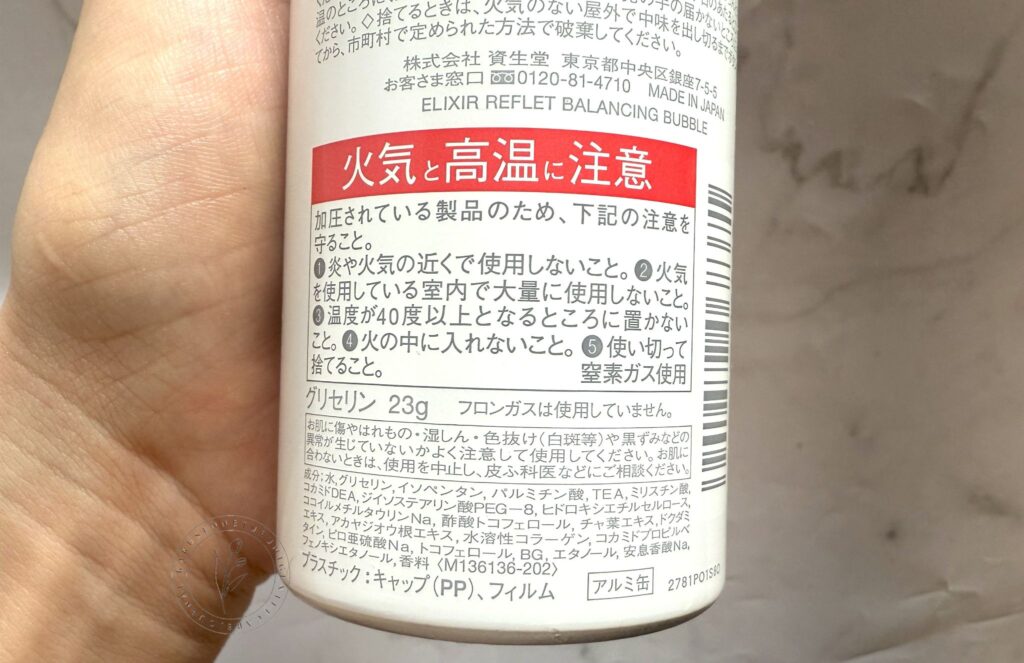 温のところに
ください。◇捨てるときは、火気のない屋外で中味を出し切るまで
てから、市町村で定められた方法で破棄してください。
株式会社 資生堂 東京都中央区銀座7-5-5
お客さま窓口 0120-81-4710 MADE IN JAPAN
ELIXIR REFLET BALANCING BUBBLE
火気と高温に注意
加圧されている製品のため、下記の注意を
守ること。
❶炎や火気の近くで使用しないこと。❷火気
を使用している室内で大量に使用しないこと。
❸温度が40度以上となるところに置かない
こと。❹火の中に入れないこと。❺使い切って
捨てること。 窒素ガス使用
グリセリン 23g フロンガスは使用していません。
お肌に傷やはれもの・湿しん・色抜け(白斑等)や黒ずみなどの
異常が生じていないかよく注意して使用してください。お肌に
合わないときは、使用を中止し、皮ふ科医などにご相談ください。
成分:水,グリセリン,イソペンタン,パルミチン酸,TEA,ミリスチン酸,
コカミドDEA,ジイソステアリン酸PEG-8,ヒドロキシエチルセルロース,
ココイルメチルタウリンNa,酢酸トコフェロール,チャ葉エキス,ドクダミ
エキス,アカヤジオウ根エキス,水溶性コラーゲン,コカミドプロピルベ
タイン,ピロ亜硫酸Na,トコフェロール,BG,エタノール,安息香酸Na,
フェノキシエタノール,香料〈M136136-202〉
プラスチック:キャップ(PP)、フィルム アルミ缶 2781P01S80